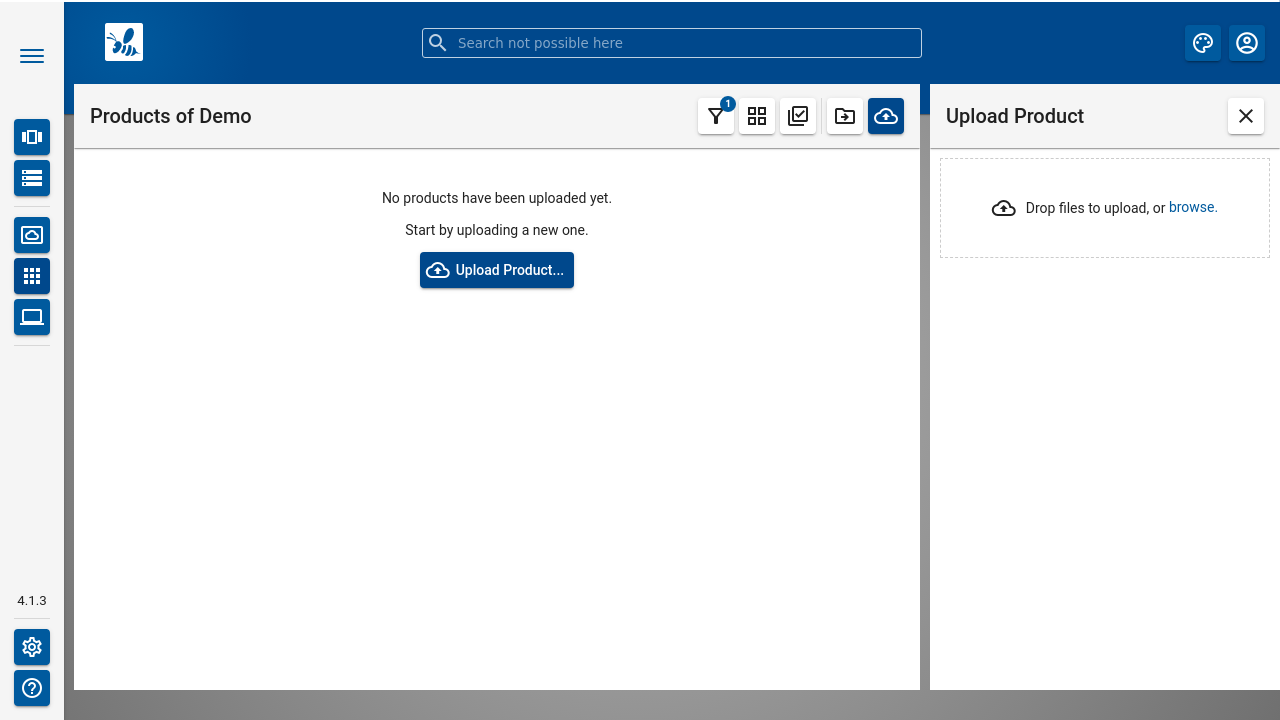 Search not possible here
Products of Demo
1
Upload Product
No products have been uploaded yet.
Start by uploading a new one.
Upload Product...
Drop files to upload, or browse.
4.1.3